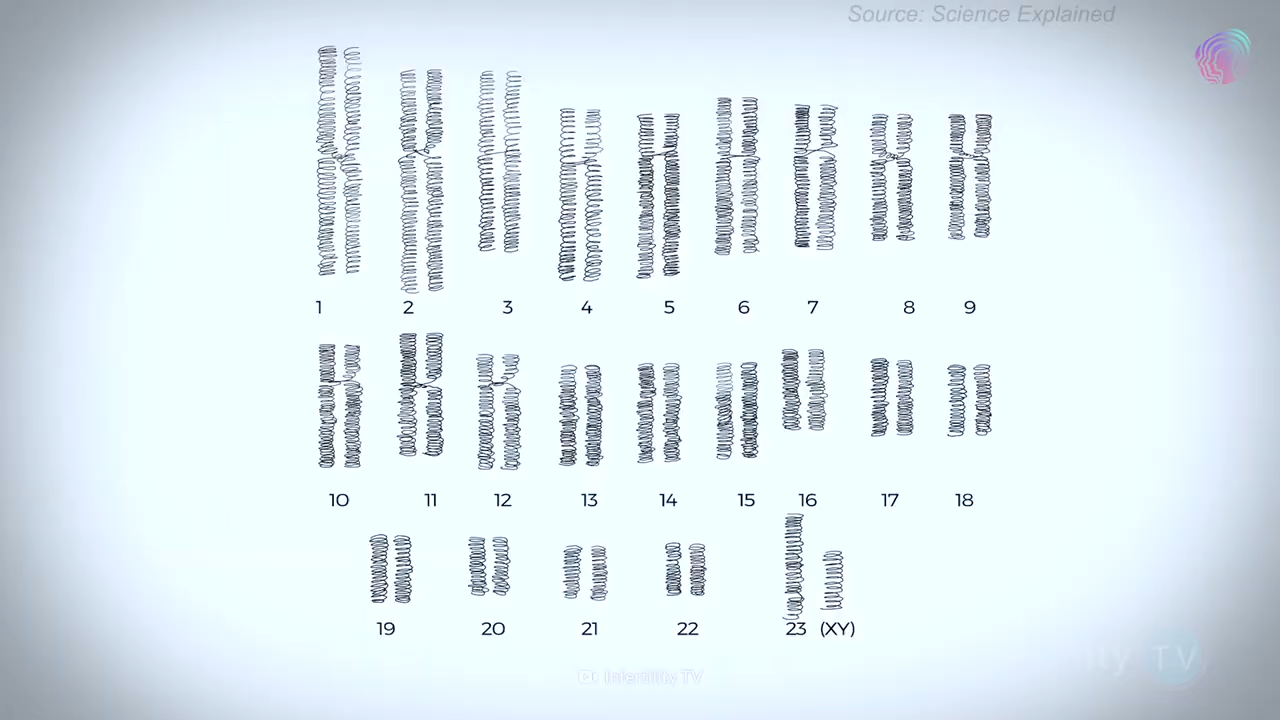 Source: Science Explained
1 2 3 4 5 6 7 8 9
10 11 12 13 14 15 16 17 18
19 20 21 22 23 (XY)
Infertility TV
TV